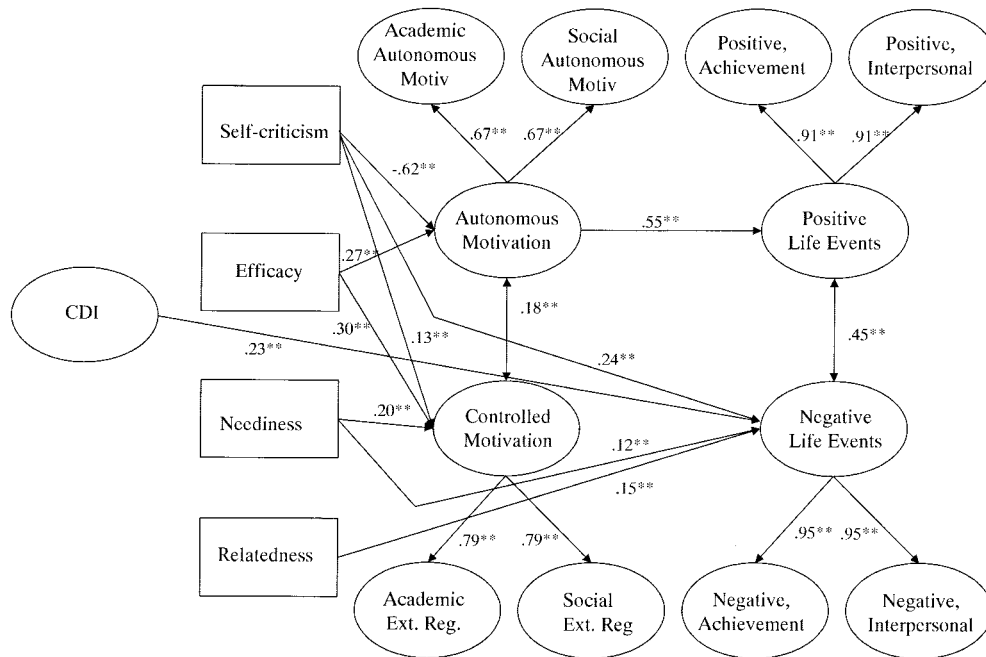 Academic
Autonomous
Motiv
Social
Autonomous
Motiv
Positive,
Achievement
Positive,
Interpersonal
Self-criticism
.67**
.67**
.91**
.91**
-.62**
Autonomous
Motivation
.55**
Positive
Life Events
Efficacy
.27**
CDI
.30**
.13**
.18**
.45**
.23**
.24**
Neediness
.20**
Controlled
Motivation
Negative
Life Events
.12**
.15**
Relatedness
.79**
.79**
.95**
.95**
Academic
Ext. Reg.
Social
Ext. Reg
Negative,
Achievement
Negative,
Interpersonal